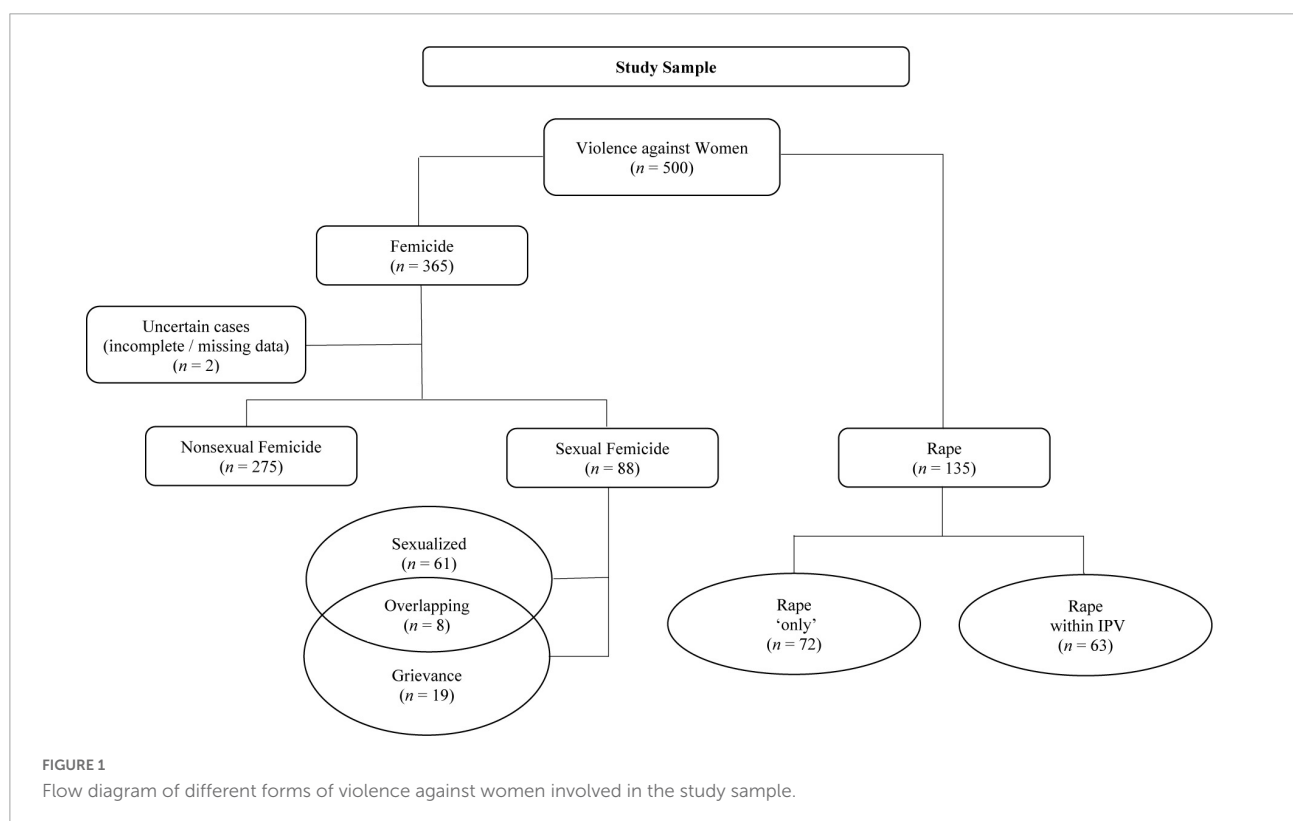 Study Sample
Violence against Women
(n = 500)
Femicide
(n = 365)
Uncertain cases
(incomplete / missing data)
(n = 2)
Nonsexual Femicide
(n = 275)
Sexual Femicide
(n = 88)
Rape
(n = 135)
Sexualized
(n = 61)
Overlapping
(n = 8)
Grievance
(n = 19)
Rape
‘only’
(n = 72)
Rape
within IPV
(n = 63)
FIGURE 1
Flow diagram of different forms of violence against women involved in the study sample.